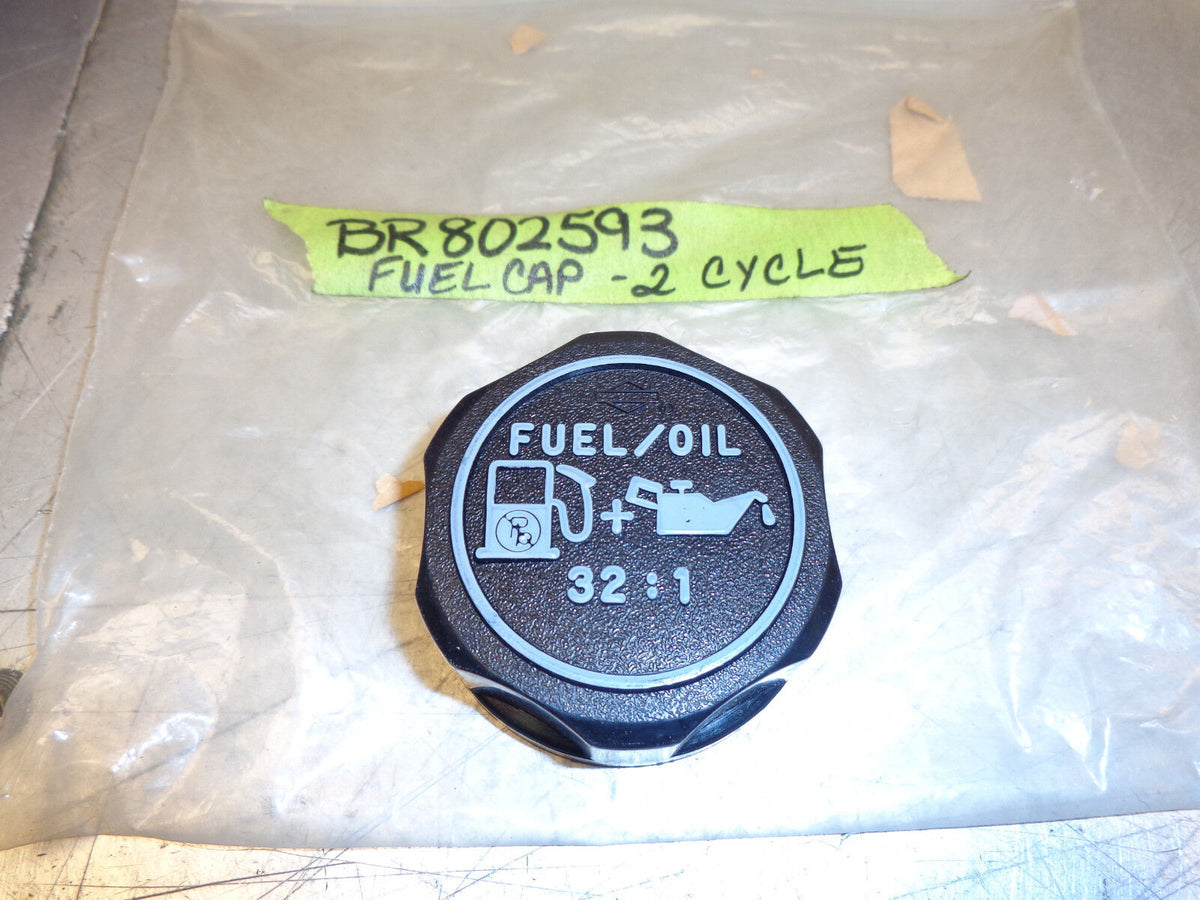 BR802593
FUEL CAP - 2 CYCLE
FUEL/OIL
+
32:1